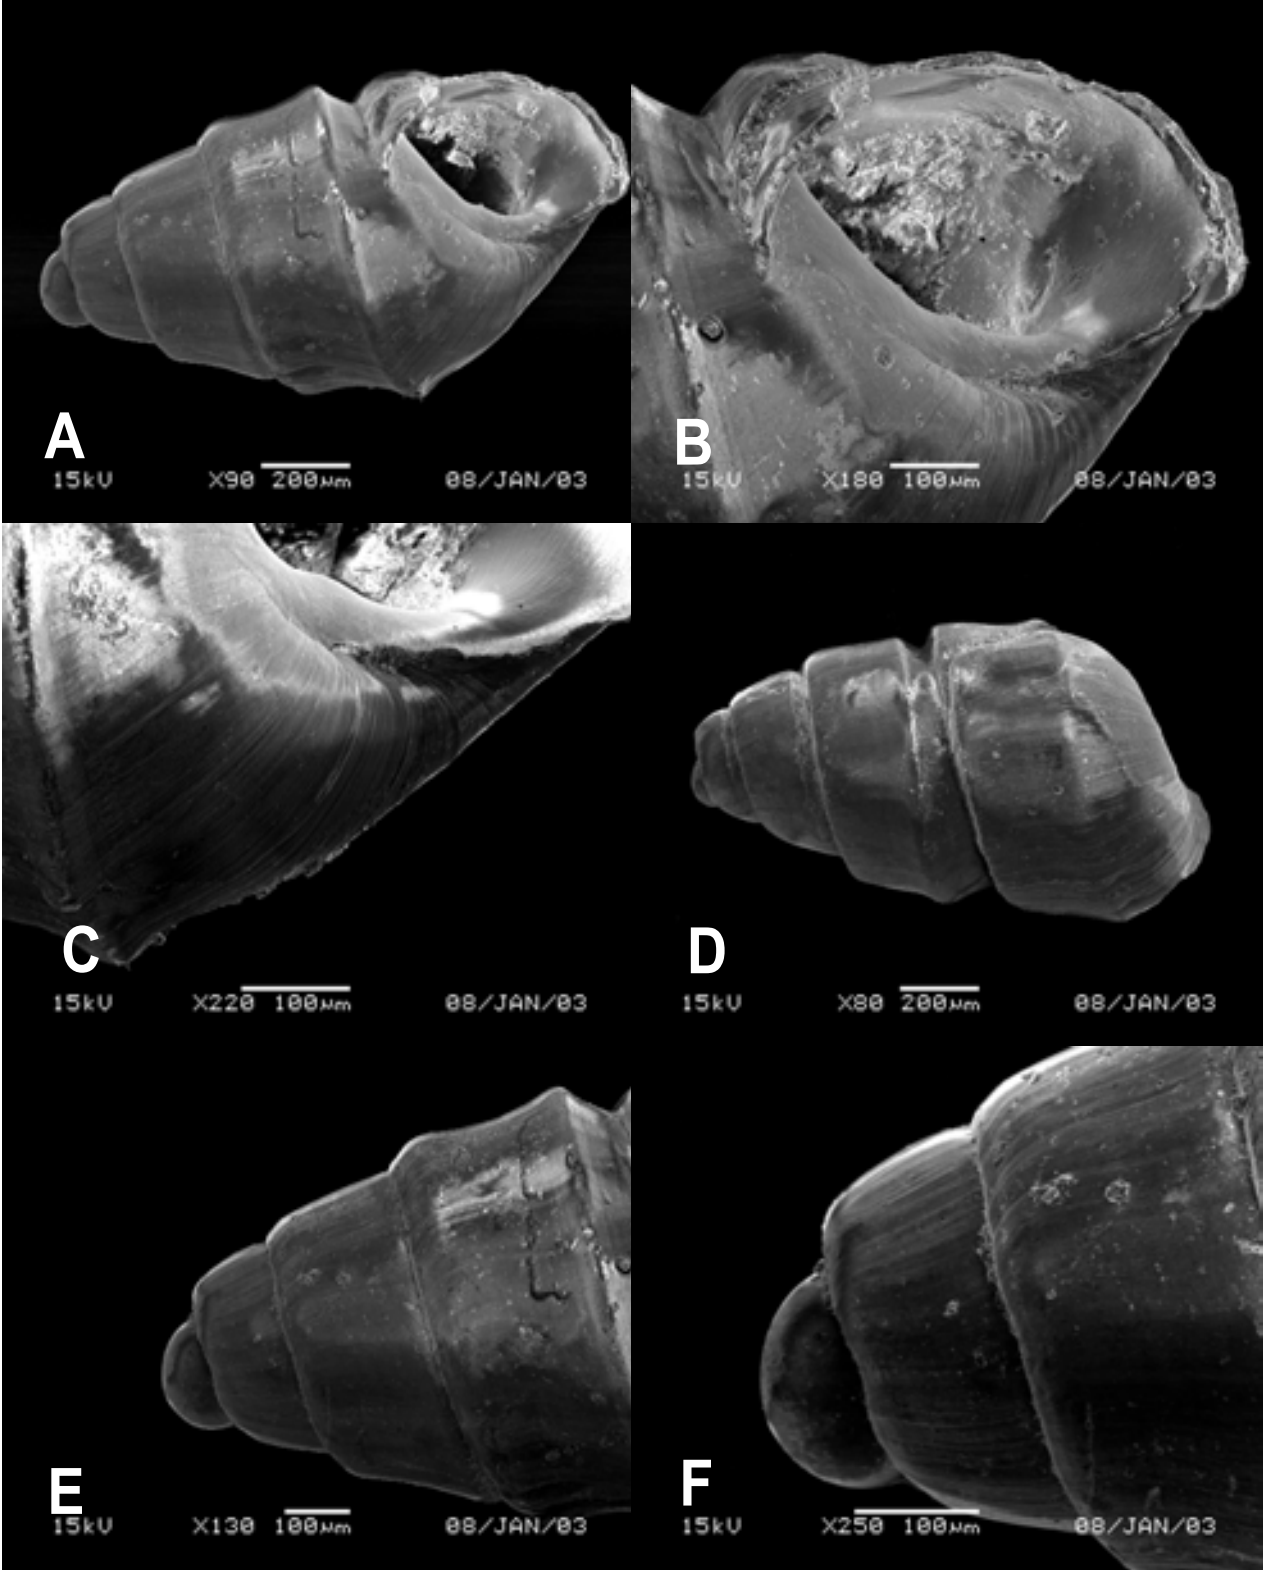 A
15kV X90 200μm 08/JAN/03
B
15kV X180 100μm 08/JAN/03
C
15kV X220 100μm 08/JAN/03
D
15kV X80 200μm 08/JAN/03
E
15kV X130 100μm 08/JAN/03
F
15kV X250 100μm 08/JAN/03